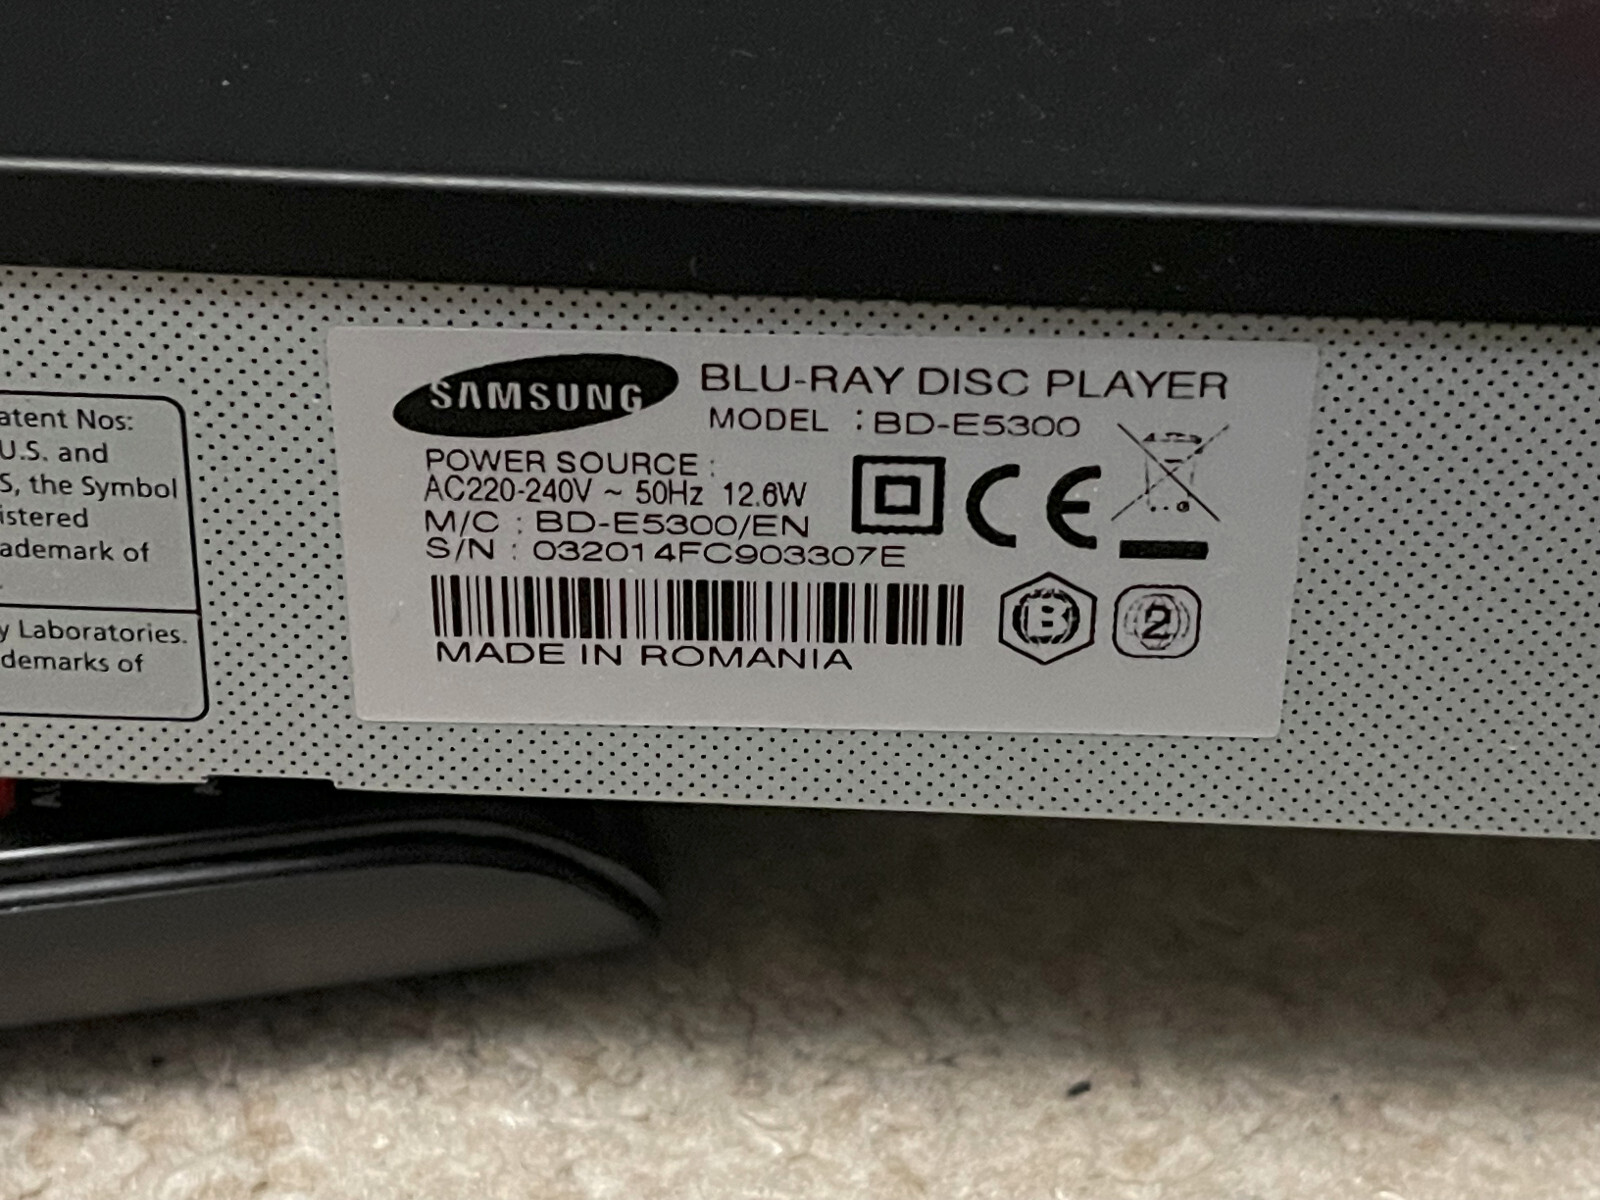 atent Nos:
U.S. and
S, the Symbol
istered
ademark of
y Laboratories.
demarks of
SAMSUNG
BLU-RAY DISC PLAYER
MODEL : BD-E5300
POWER SOURCE :
AC220-240V ~ 50Hz 12.6W
M/C : BD-E5300/EN
S/N : 032014FC903307E
CE
MADE IN ROMANIA
B
2